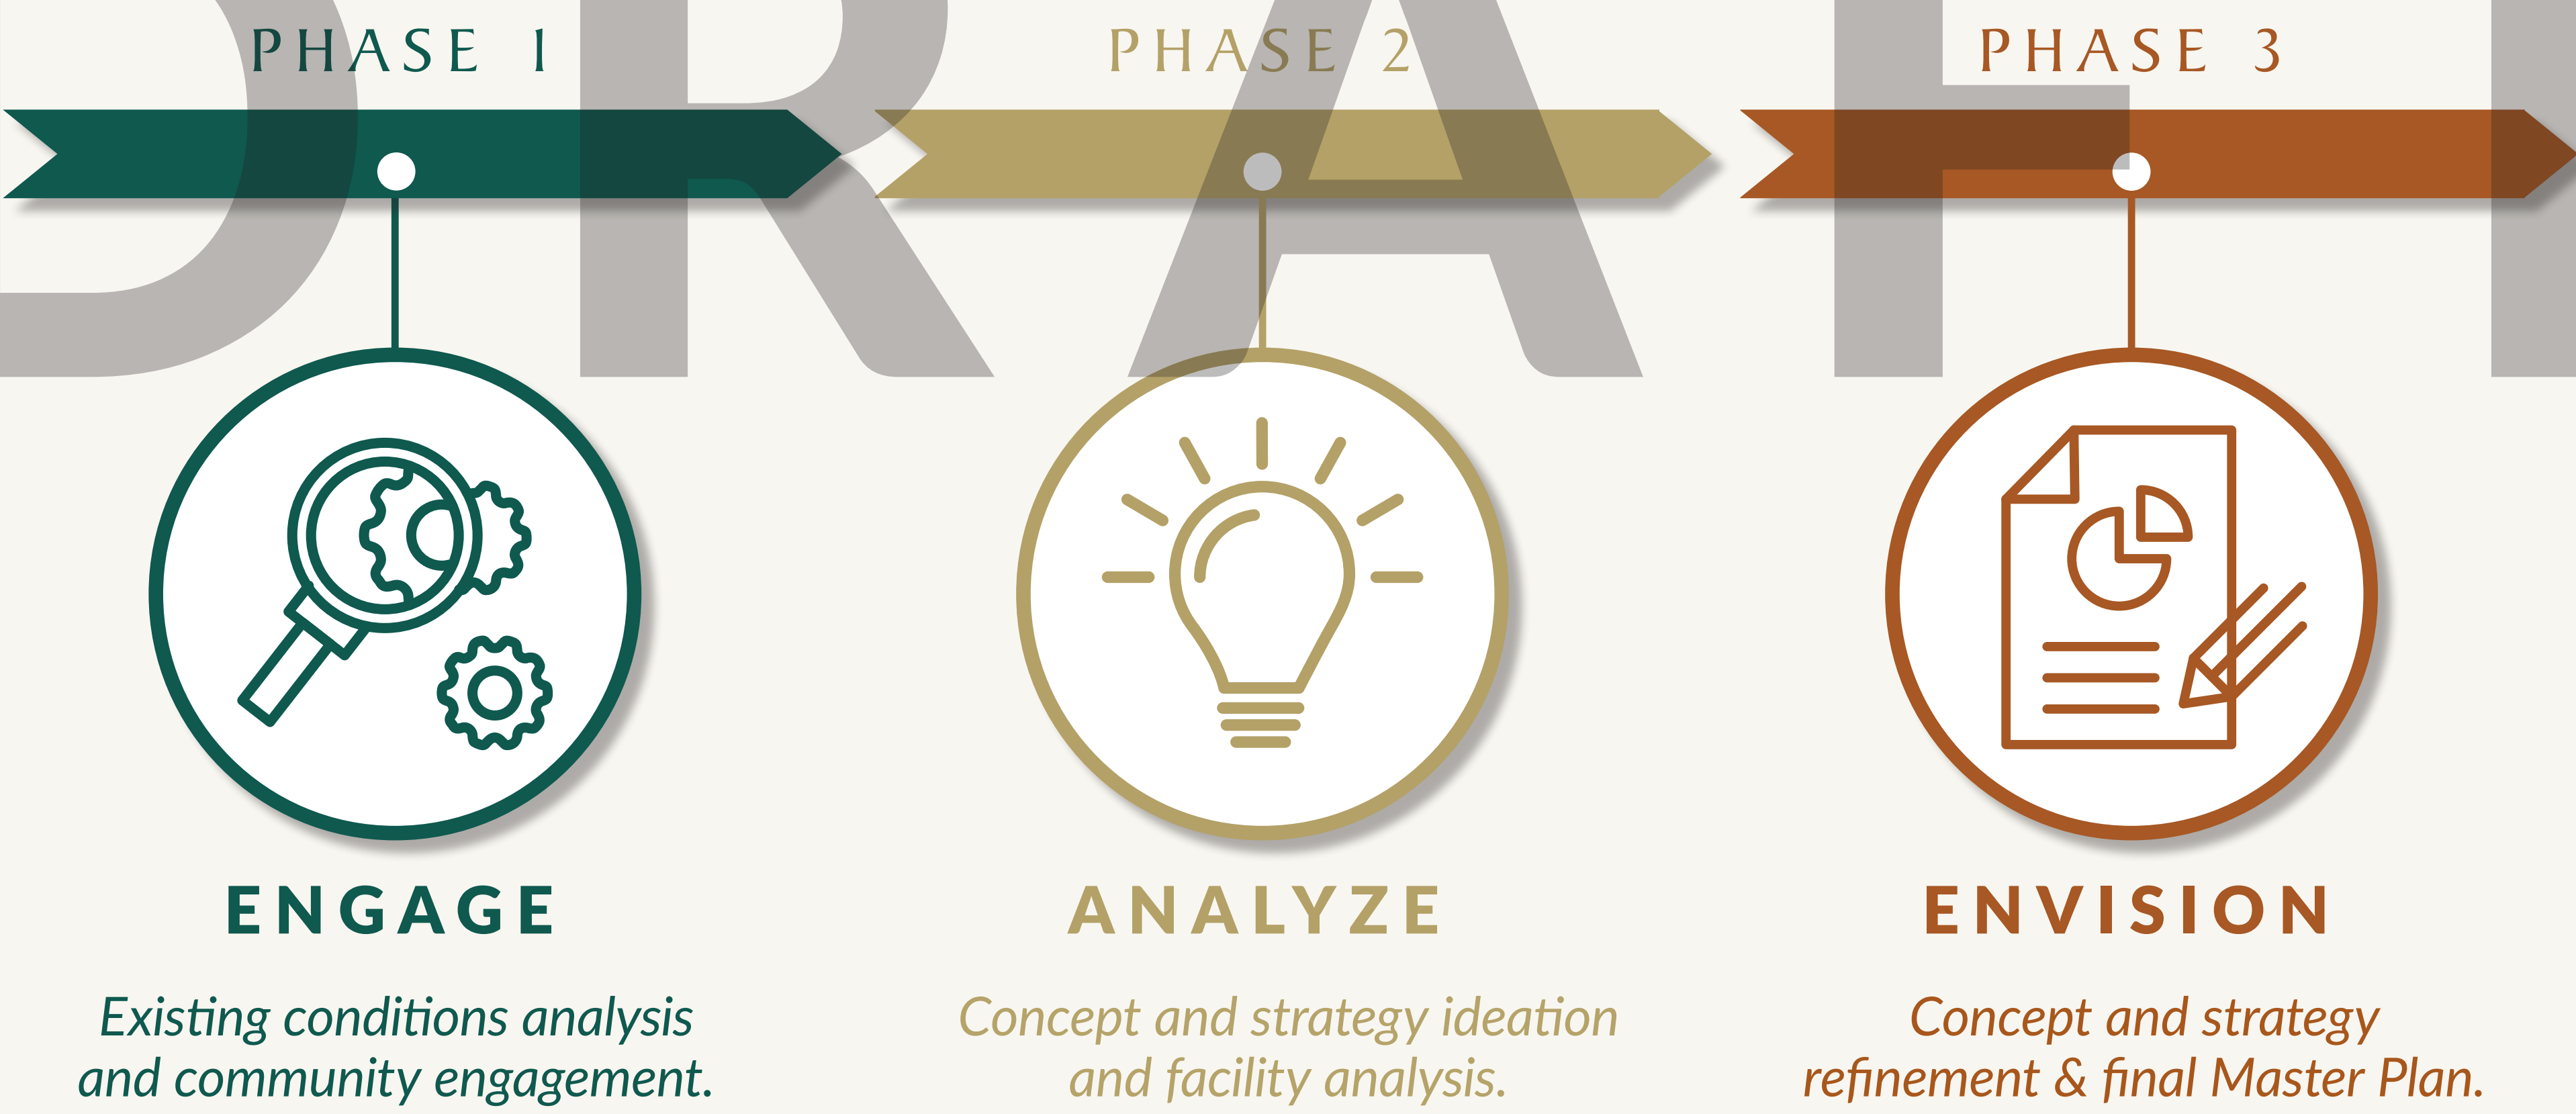 PHASE 1
PHASE 2
PHASE 3
DRAF
ENGAGE
Existing conditions analysis
and community engagement.
ANALYZE
Concept and strategy ideation
and facility analysis.
ENVISION
Concept and strategy
refinement & final Master Plan.